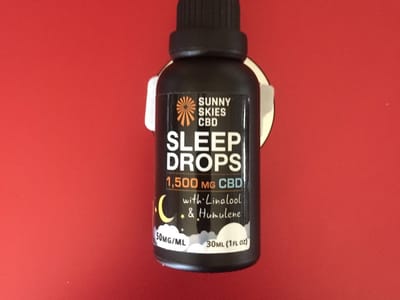 SUNNY
SKIES
CBD
SLEEP
DROPS
1,500 MG CBD
with Linalool
& Humulene
50MG/ML
30ML (1FL OZ)